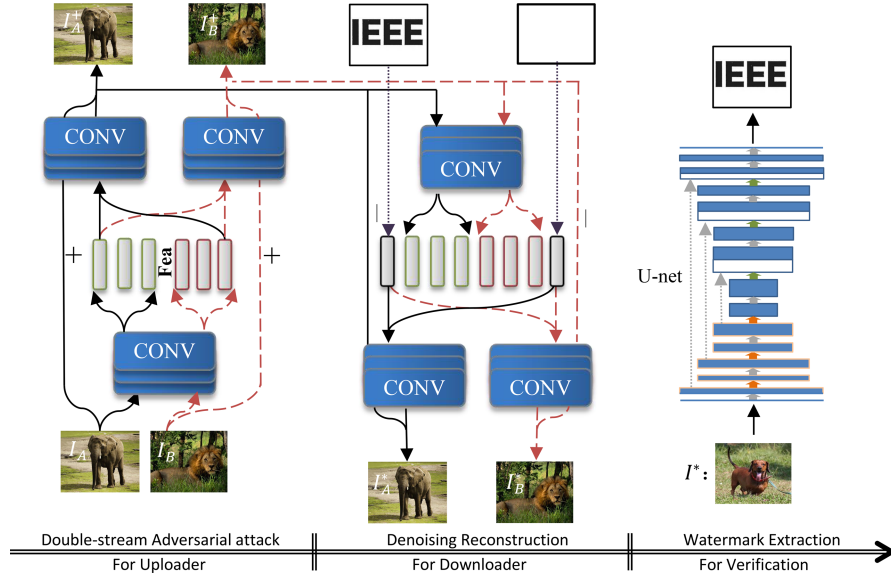 I_A^+
I_B^+
IEEE
IEEE
CONV
CONV
CONV
+
Fea
+
U-net
CONV
CONV
CONV
I_A
I_B
I_A^*
I_B^*
I^*:
Double-stream Adversarial attack
Denoising Reconstruction
Watermark Extraction
For Uploader
For Downloader
For Verification